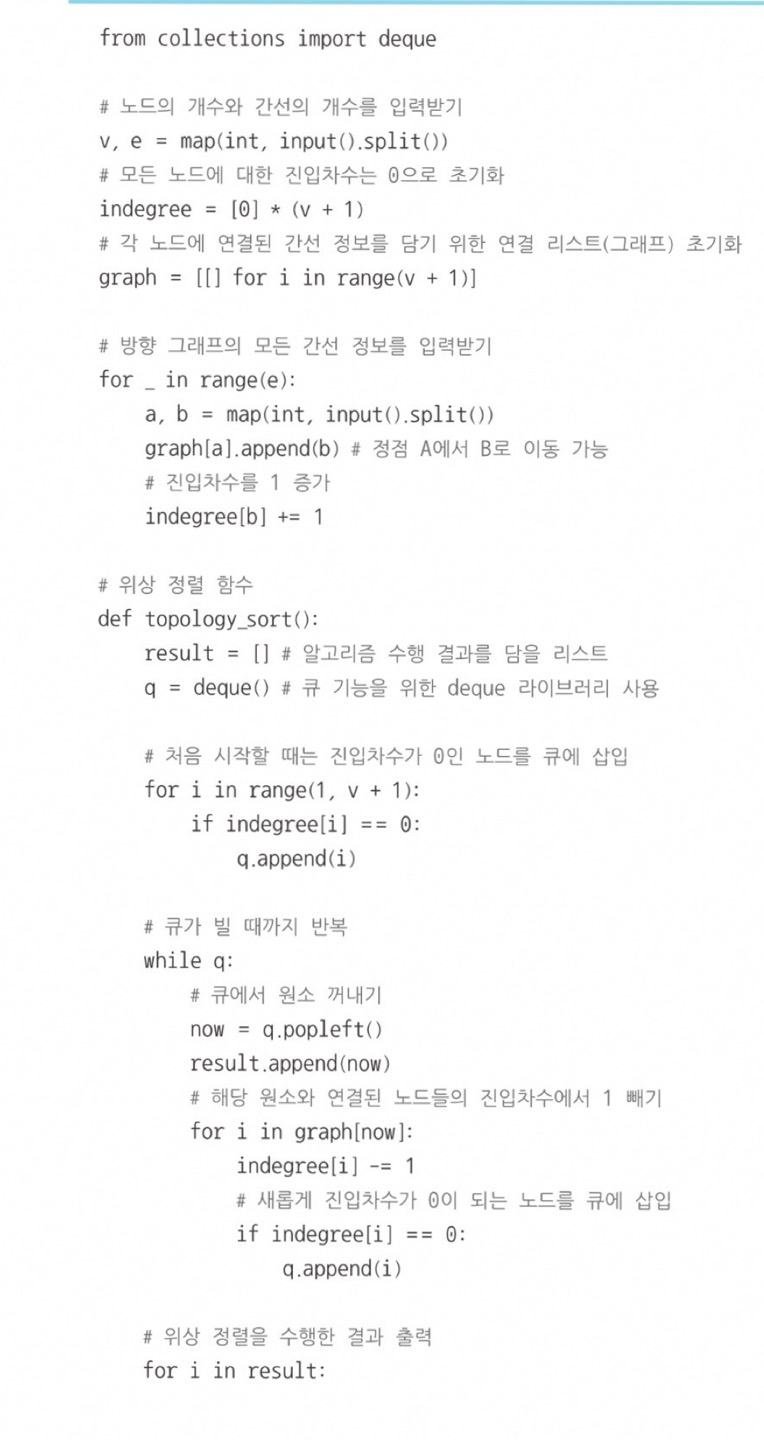 from collections import deque

# 노드의 개수와 간선의 개수를 입력받기
v, e = map(int, input().split())
# 모든 노드에 대한 진입차수는 0으로 초기화
indegree = [0] * (v + 1)
# 각 노드에 연결된 간선 정보를 담기 위한 연결 리스트(그래프) 초기화
graph = [[] for i in range(v + 1)]

# 방향 그래프의 모든 간선 정보를 입력받기
for _ in range(e):
    a, b = map(int, input().split())
    graph[a].append(b) # 정점 A에서 B로 이동 가능
    # 진입차수를 1 증가
    indegree[b] += 1

# 위상 정렬 함수
def topology_sort():
    result = [] # 알고리즘 수행 결과를 담을 리스트
    q = deque() # 큐 기능을 위한 deque 라이브러리 사용

    # 처음 시작할 때는 진입차수가 0인 노드를 큐에 삽입
    for i in range(1, v + 1):
        if indegree[i] == 0:
            q.append(i)

    # 큐가 빌 때까지 반복
    while q:
        # 큐에서 원소 꺼내기
        now = q.popleft()
        result.append(now)
        # 해당 원소와 연결된 노드들의 진입차수에서 1 빼기
        for i in graph[now]:
            indegree[i] -= 1
            # 새롭게 진입차수가 0이 되는 노드를 큐에 삽입
            if indegree[i] == 0:
                q.append(i)

    # 위상 정렬을 수행한 결과 출력
    for i in result: